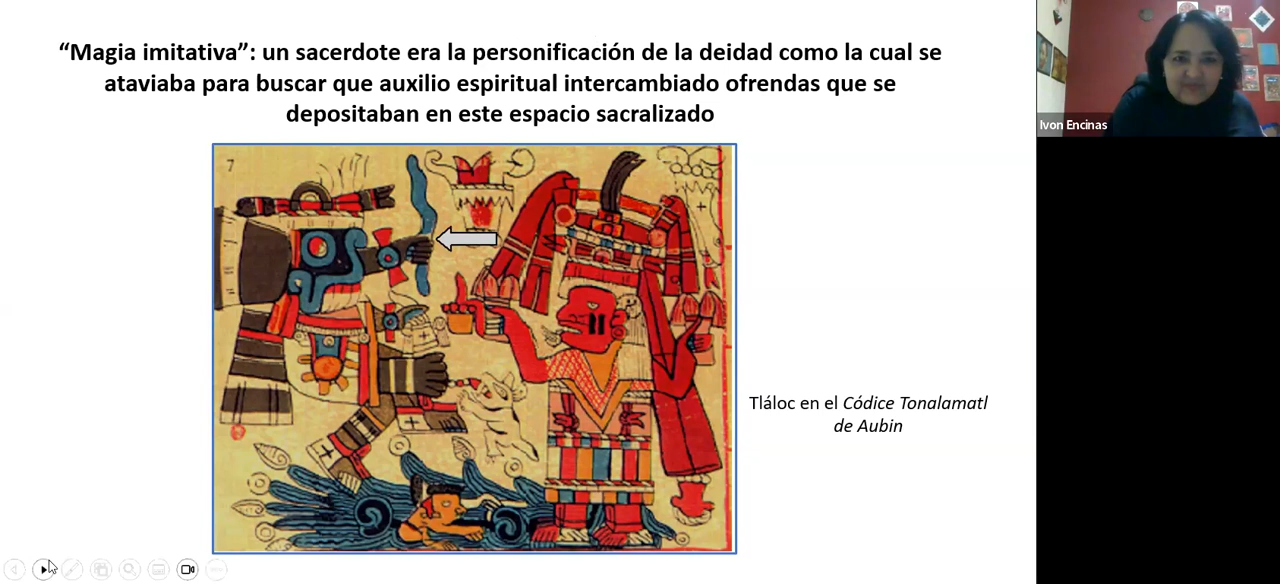 “Magia imitativa”: un sacerdote era la personificación de la deidad como la cual se
ataviaba para buscar que auxilio espiritual intercambiado ofrendas que se
depositaban en este espacio sacralizado
7
Tláloc en el Códice Tonalamatl
de Aubin
Ivon Encinas